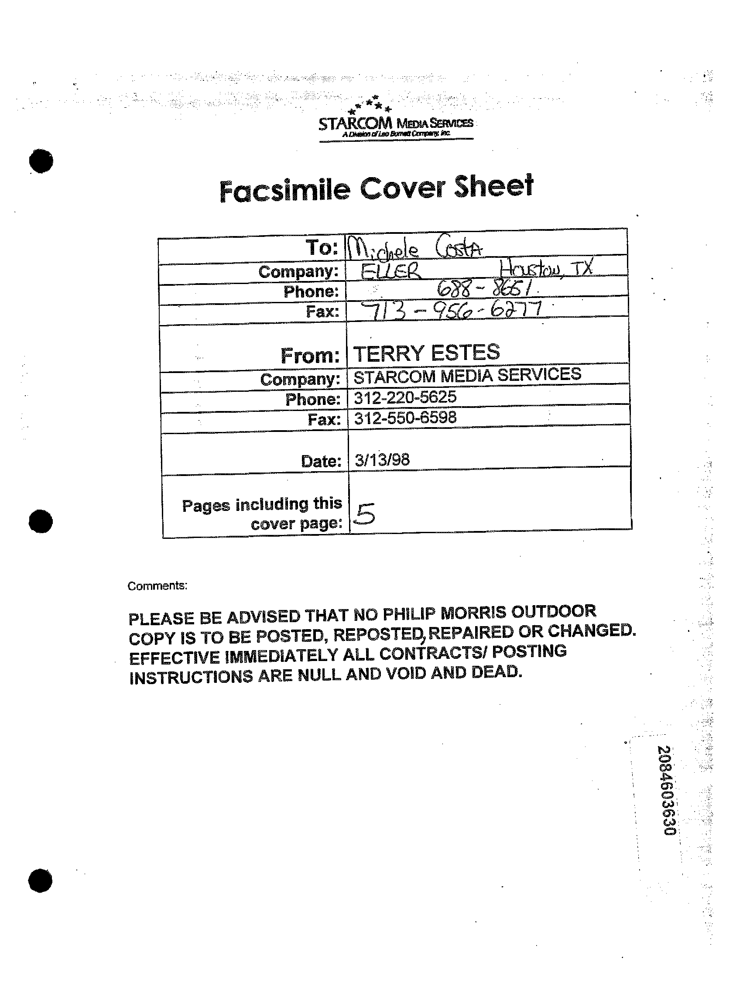 STARCOM MEDIA SERVICES
A Division of Leo Burnett Company, Inc.
Facsimile Cover Sheet
To: Michele Costa
Company: ELLER Houston, TX
Phone: 688-8651
Fax: 713-956-6277
From: TERRY ESTES
Company: STARCOM MEDIA SERVICES
Phone: 312-220-5625
Fax: 312-550-6598
Date: 3/13/98
Pages including this
cover page: 5
Comments:
PLEASE BE ADVISED THAT NO PHILIP MORRIS OUTDOOR
COPY IS TO BE POSTED, REPOSTED, REPAIRED OR CHANGED.
EFFECTIVE IMMEDIATELY ALL CONTRACTS/ POSTING
INSTRUCTIONS ARE NULL AND VOID AND DEAD.
2084603630